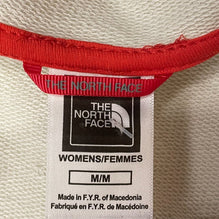 THE NORTH FACE
THE
NORTH
FACE
WOMENS/FEMMES
M/M
Made in F.Y.R. of Macedonia
Fabriqué en F.Y.R. de Macédoine